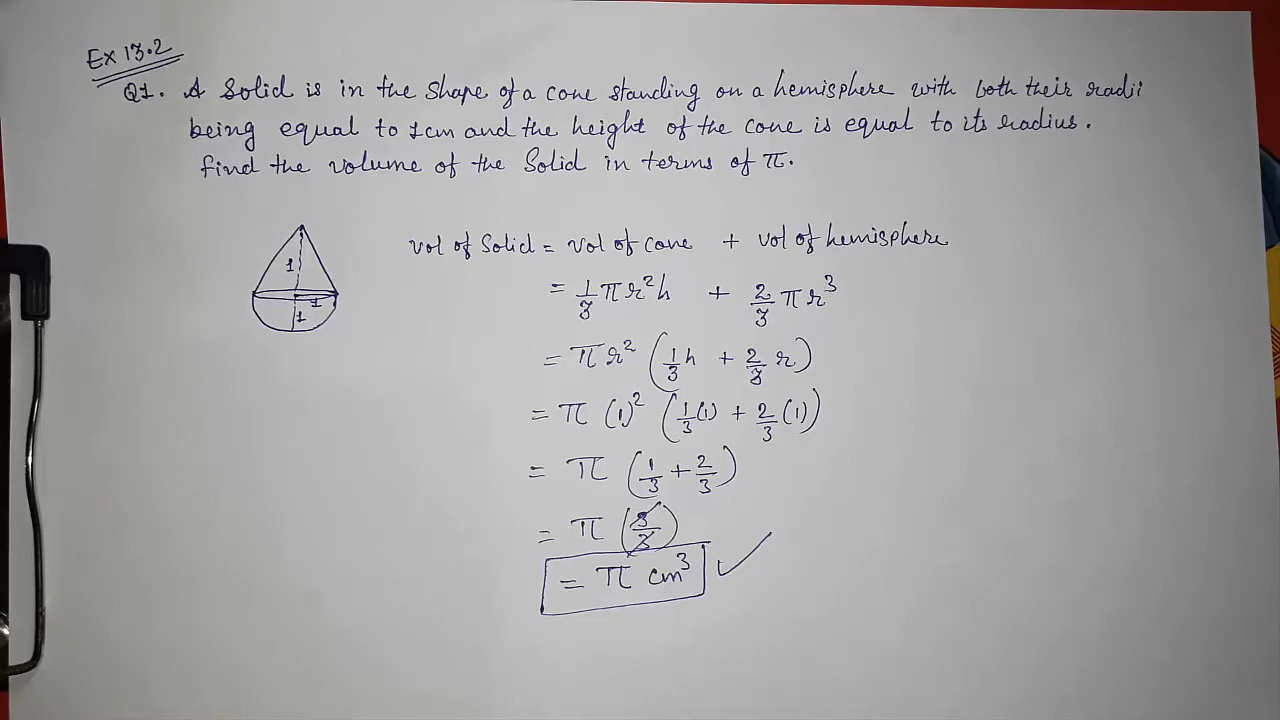 Ex 13.2
Q1. A Solid is in the shape of a cone standing on a hemisphere with both their radii
being equal to 1cm and the height of the cone is equal to its radius.
find the volume of the Solid in terms of π.
vol of Solid = vol of cone + vol of hemisphere
= 1/3 πr²h + 2/3 πr³
= πr² (1/3 h + 2/3 r)
= π (1)² (1/3(1) + 2/3 (1))
= π (1/3 + 2/3)
= π (3/3)
= π cm³
1
1
1